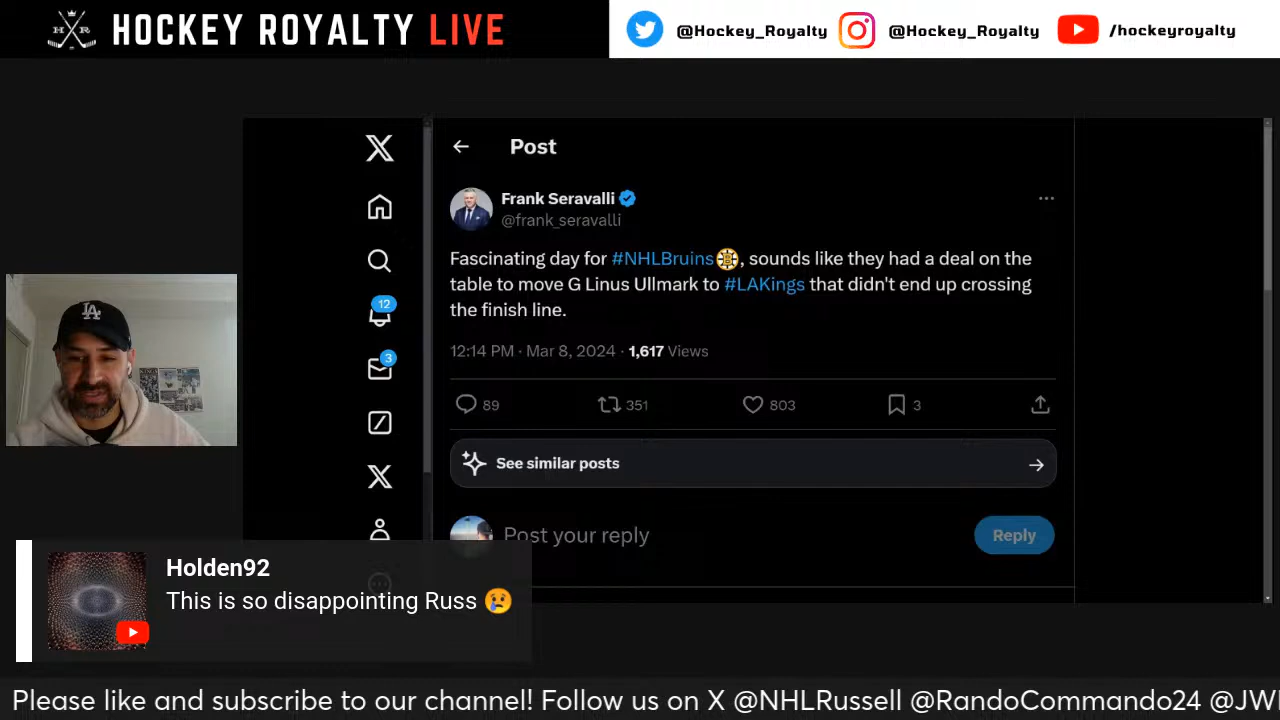 HOCKEY ROYALTY LIVE
@Hockey_Royalty
@Hockey_Royalty
/hockeyroyalty
Post
Frank Seravalli
@frank_seravalli
Fascinating day for #NHLBruins, sounds like they had a deal on the
table to move G Linus Ullmark to #LAKings that didn't end up crossing
the finish line.
12:14 PM · Mar 8, 2024 · 1,617 Views
89 351 803 3
See similar posts
Post your reply
Reply
12
3
LA
Holden92
This is so disappointing Russ 😢
Please like and subscribe to our channel! Follow us on X @NHLRussell @RandoCommando24 @JW